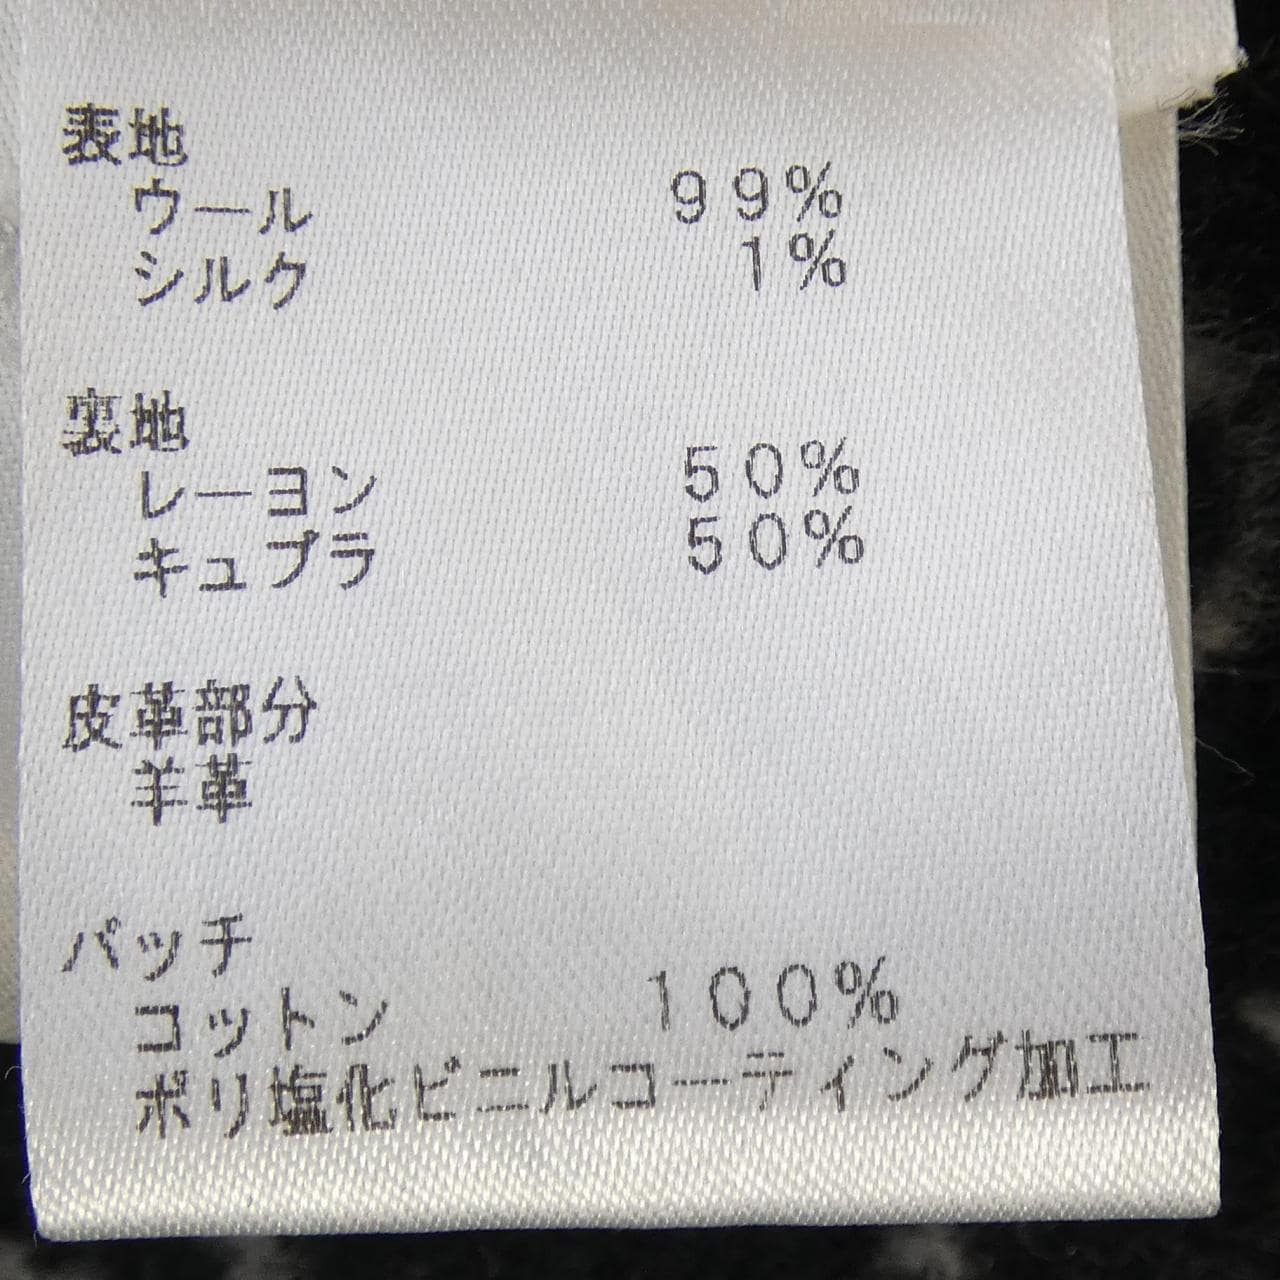 表地
ウール 99%
シルク 1%
裏地
レーヨン 50%
キュプラ 50%
皮革部分
羊革
パッチ
コットン 100%
ポリ塩化ビニルコーティング加工